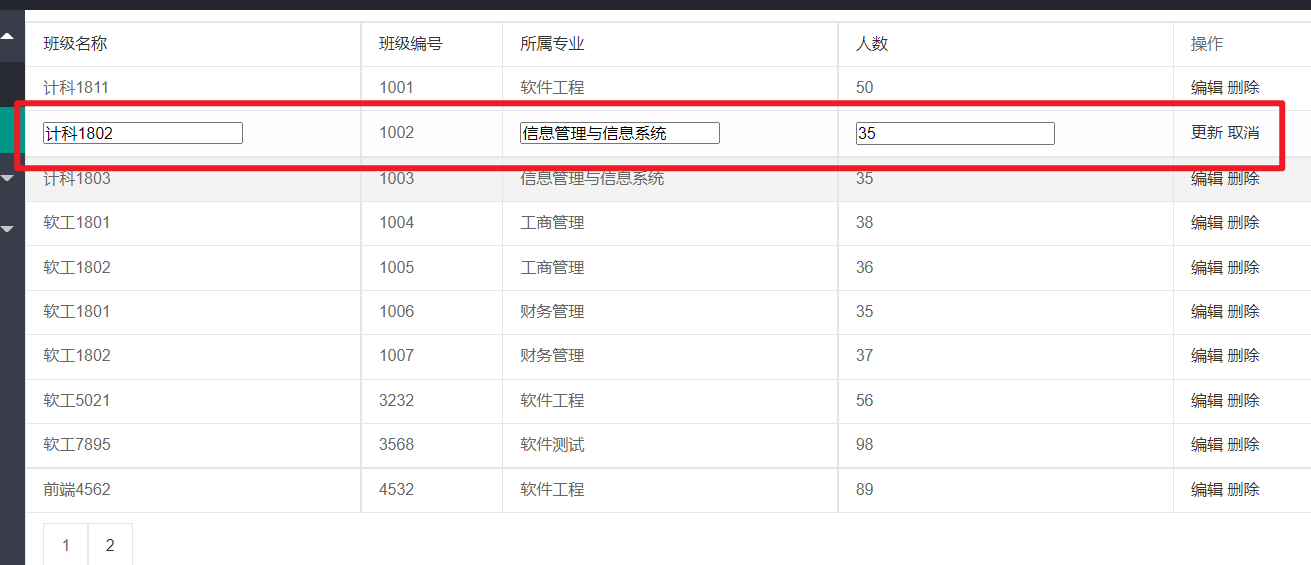 班级名称 班级编号 所属专业 人数 操作
计科1811 1001 软件工程 50 编辑 删除
计科1802 1002 信息管理与信息系统 35 更新 取消
计科1803 1003 信息管理与信息系统 35 编辑 删除
软工1801 1004 工商管理 38 编辑 删除
软工1802 1005 工商管理 36 编辑 删除
软工1801 1006 财务管理 35 编辑 删除
软工1802 1007 财务管理 37 编辑 删除
软工5021 3232 软件工程 56 编辑 删除
软工7895 3568 软件测试 98 编辑 删除
前端4562 4532 软件工程 89 编辑 删除
1 2